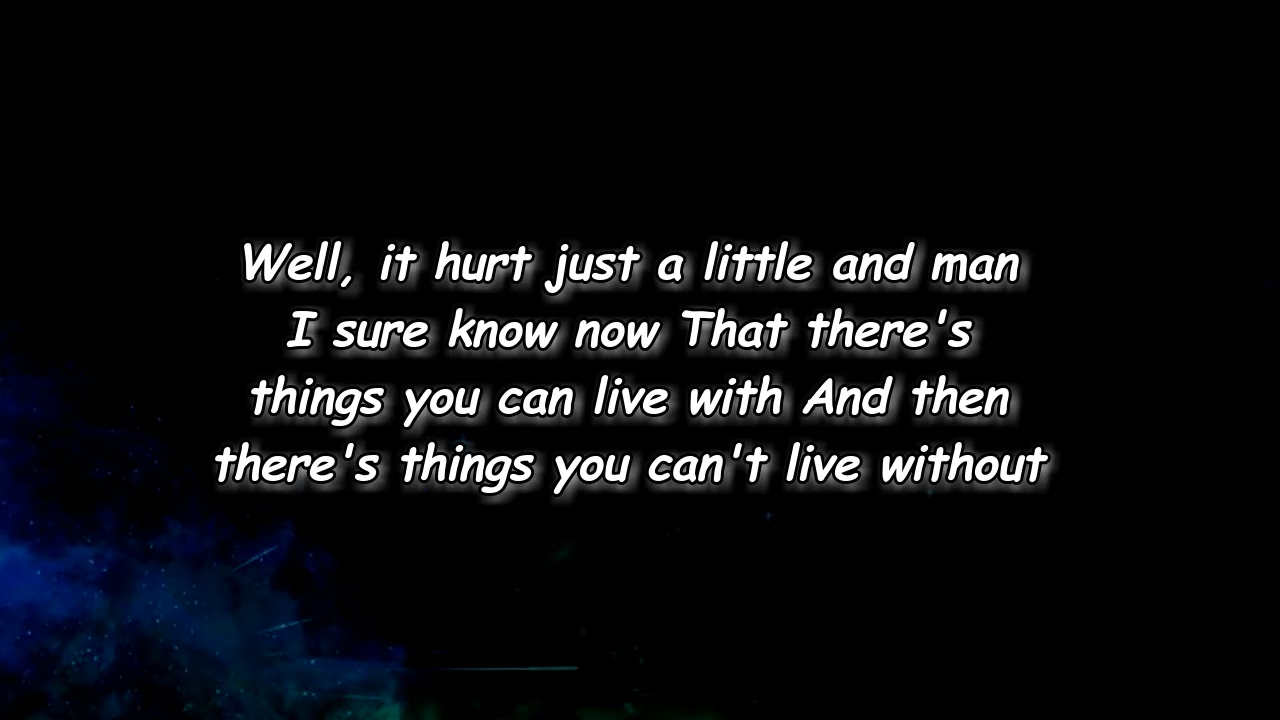 Well, it hurt just a little and man
I sure know now That there's
things you can live with And then
there's things you can't live without